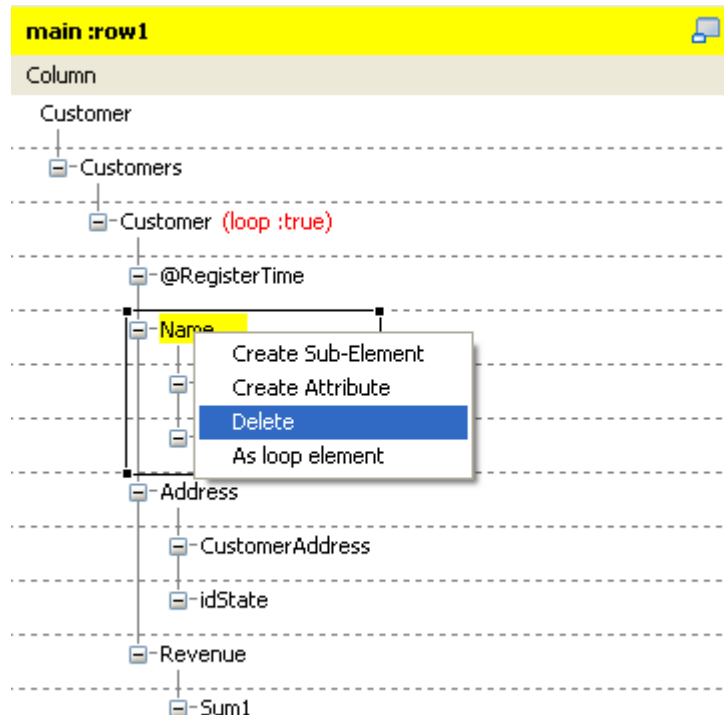 main :row1
Column
Customer
Customers
Customer (loop :true)
@RegisterTime
Name
Create Sub-Element
Create Attribute
Delete
As loop element
Address
CustomerAddress
idState
Revenue
Sum1